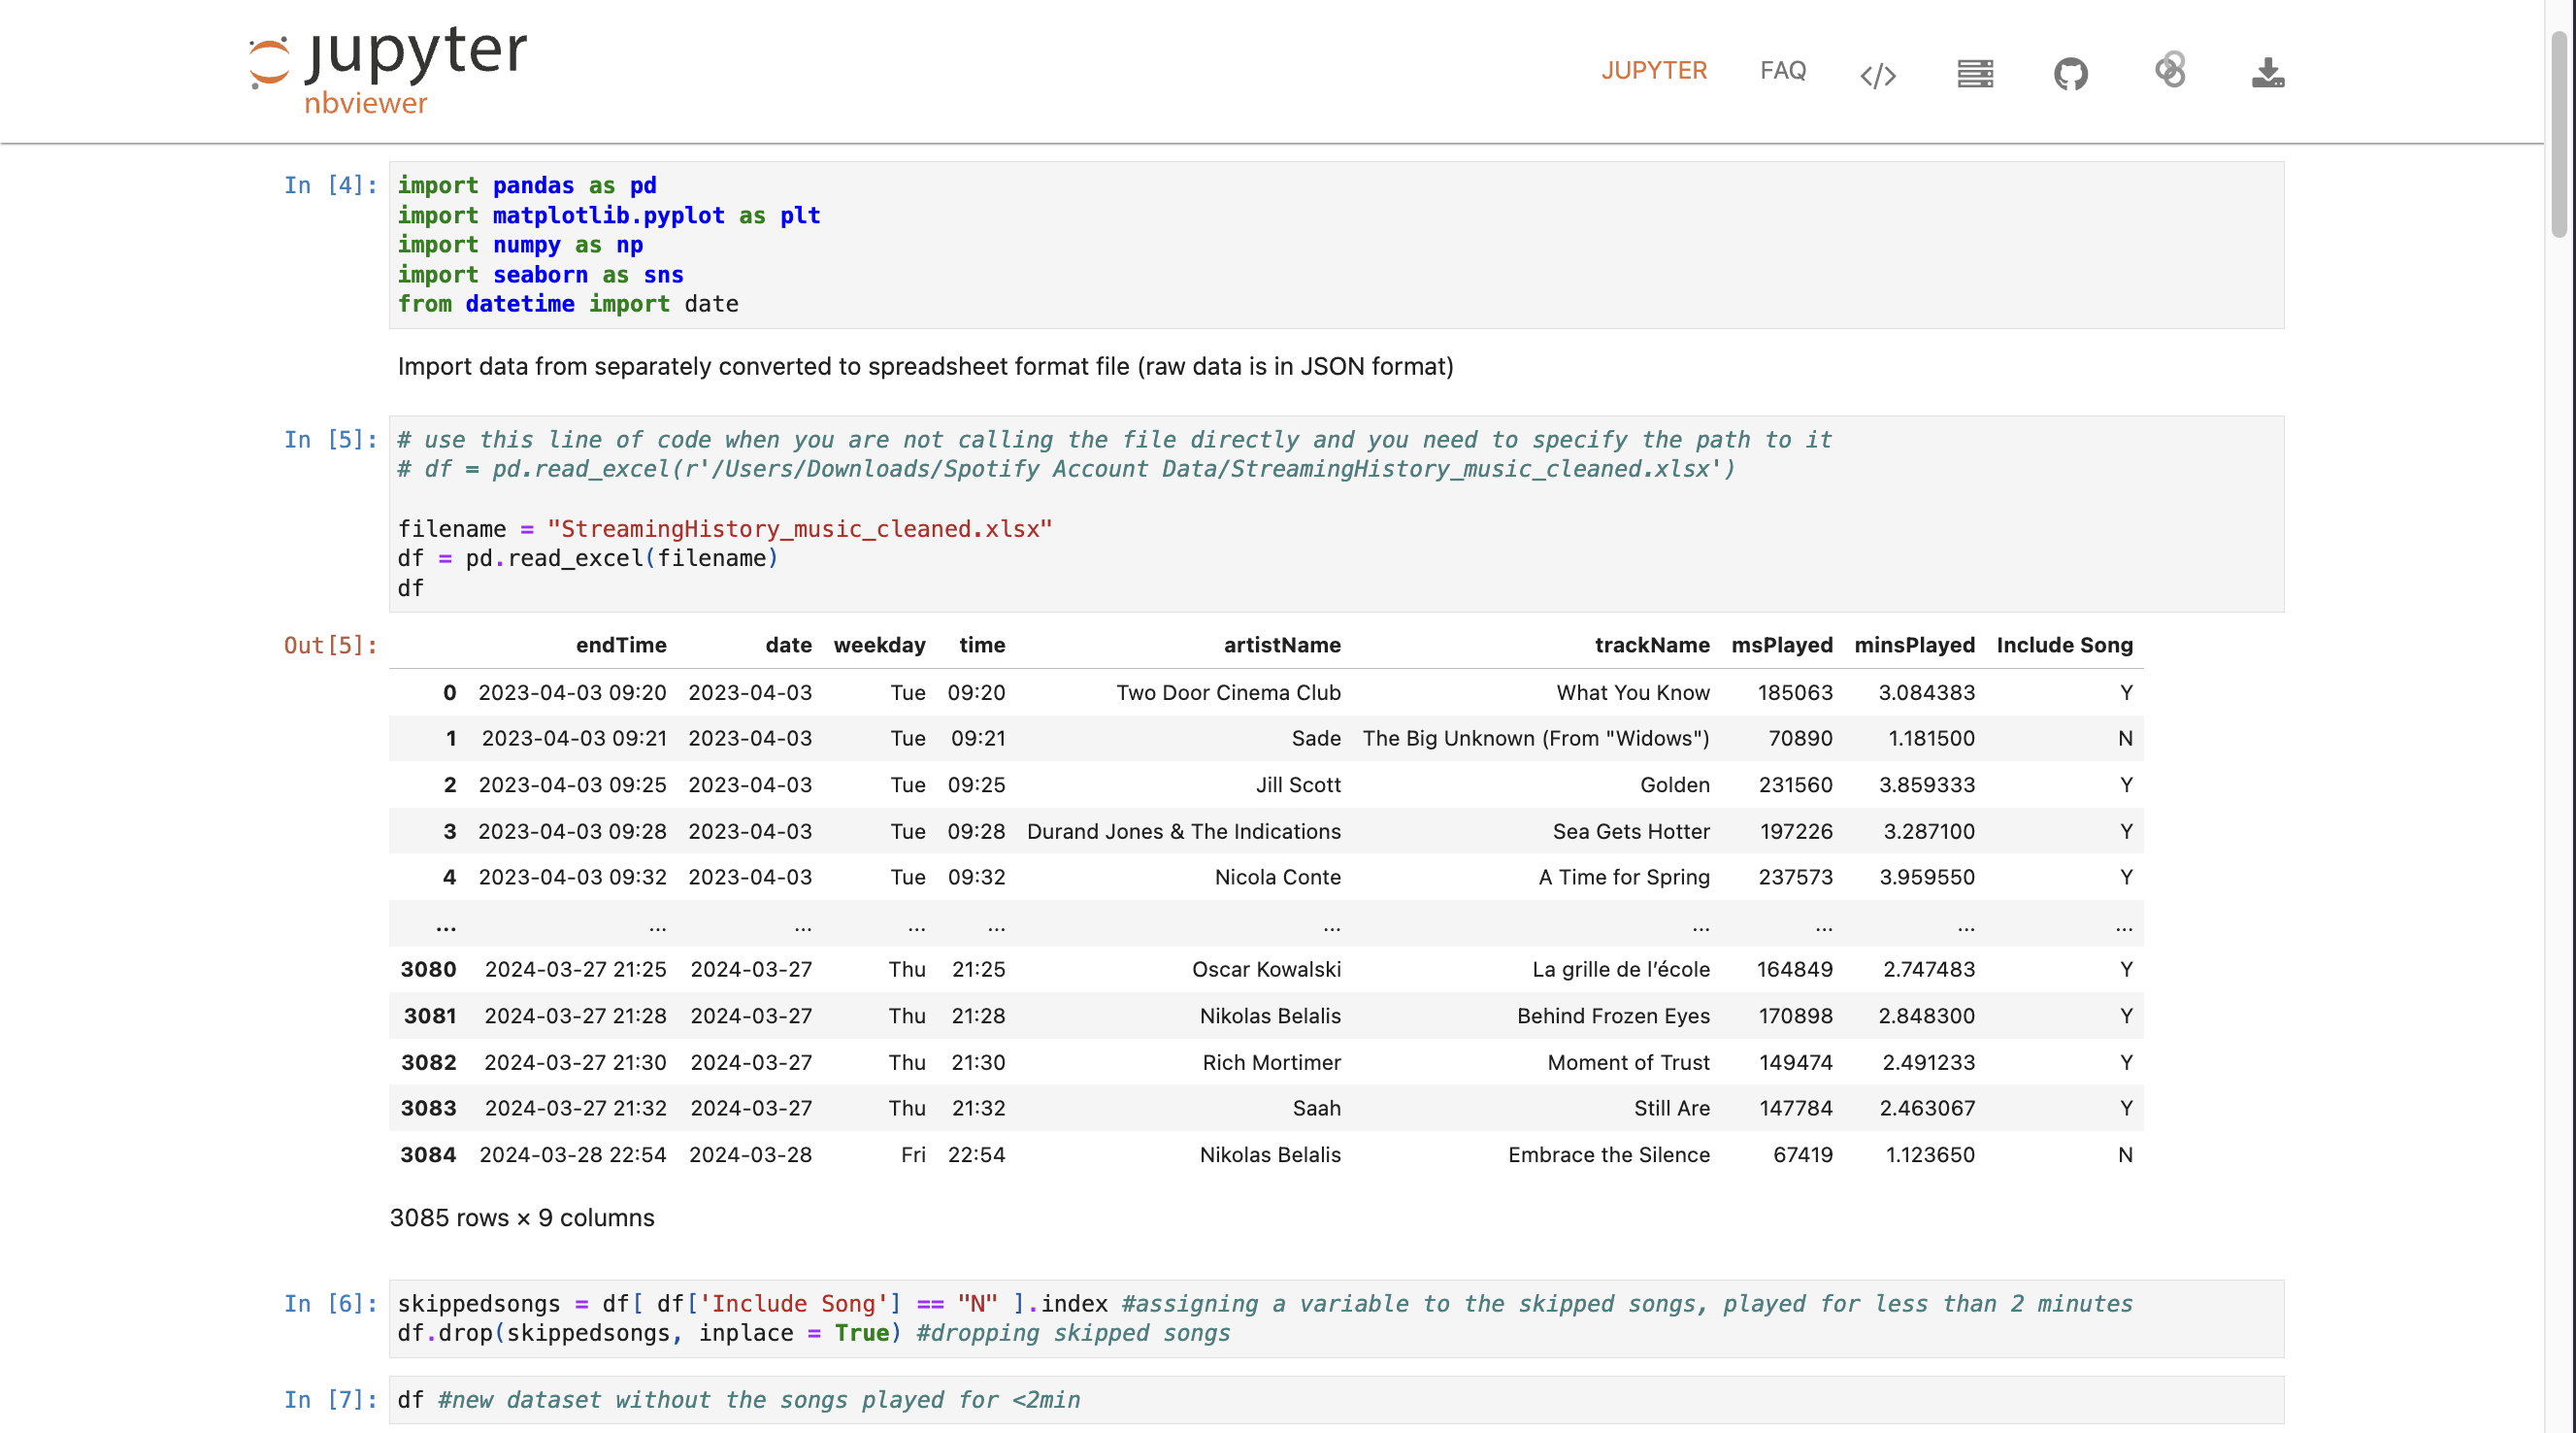 jupyter
nbviewer
JUPYTER FAQ </>
In [4]: import pandas as pd
import matplotlib.pyplot as plt
import numpy as np
import seaborn as sns
from datetime import date
Import data from separately converted to spreadsheet format file (raw data is in JSON format)
In [5]: # use this line of code when you are not calling the file directly and you need to specify the path to it
# df = pd.read_excel(r'/Users/Downloads/Spotify Account Data/StreamingHistory_music_cleaned.xlsx')
filename = "StreamingHistory_music_cleaned.xlsx"
df = pd.read_excel(filename)
df
Out[5]: endTime date weekday time artistName trackName msPlayed minsPlayed Include Song
0 2023-04-03 09:20 2023-04-03 Tue 09:20 Two Door Cinema Club What You Know 185063 3.084383 Y
1 2023-04-03 09:21 2023-04-03 Tue 09:21 Sade The Big Unknown (From "Widows") 70890 1.181500 N
2 2023-04-03 09:25 2023-04-03 Tue 09:25 Jill Scott Golden 231560 3.859333 Y
3 2023-04-03 09:28 2023-04-03 Tue 09:28 Durand Jones & The Indications Sea Gets Hotter 197226 3.287100 Y
4 2023-04-03 09:32 2023-04-03 Tue 09:32 Nicola Conte A Time for Spring 237573 3.959550 Y
... ... ... ... ... ... ... ... ... ...
3080 2024-03-27 21:25 2024-03-27 Thu 21:25 Oscar Kowalski La grille de l’école 164849 2.747483 Y
3081 2024-03-27 21:28 2024-03-27 Thu 21:28 Nikolas Belalis Behind Frozen Eyes 170898 2.848300 Y
3082 2024-03-27 21:30 2024-03-27 Thu 21:30 Rich Mortimer Moment of Trust 149474 2.491233 Y
3083 2024-03-27 21:32 2024-03-27 Thu 21:32 Saah Still Are 147784 2.463067 Y
3084 2024-03-28 22:54 2024-03-28 Fri 22:54 Nikolas Belalis Embrace the Silence 67419 1.123650 N
3085 rows × 9 columns
In [6]: skippedsongs = df[ df['Include Song'] == "N" ].index #assigning a variable to the skipped songs, played for less than 2 minutes
df.drop(skippedsongs, inplace = True) #dropping skipped songs
In [7]: df #new dataset without the songs played for <2min